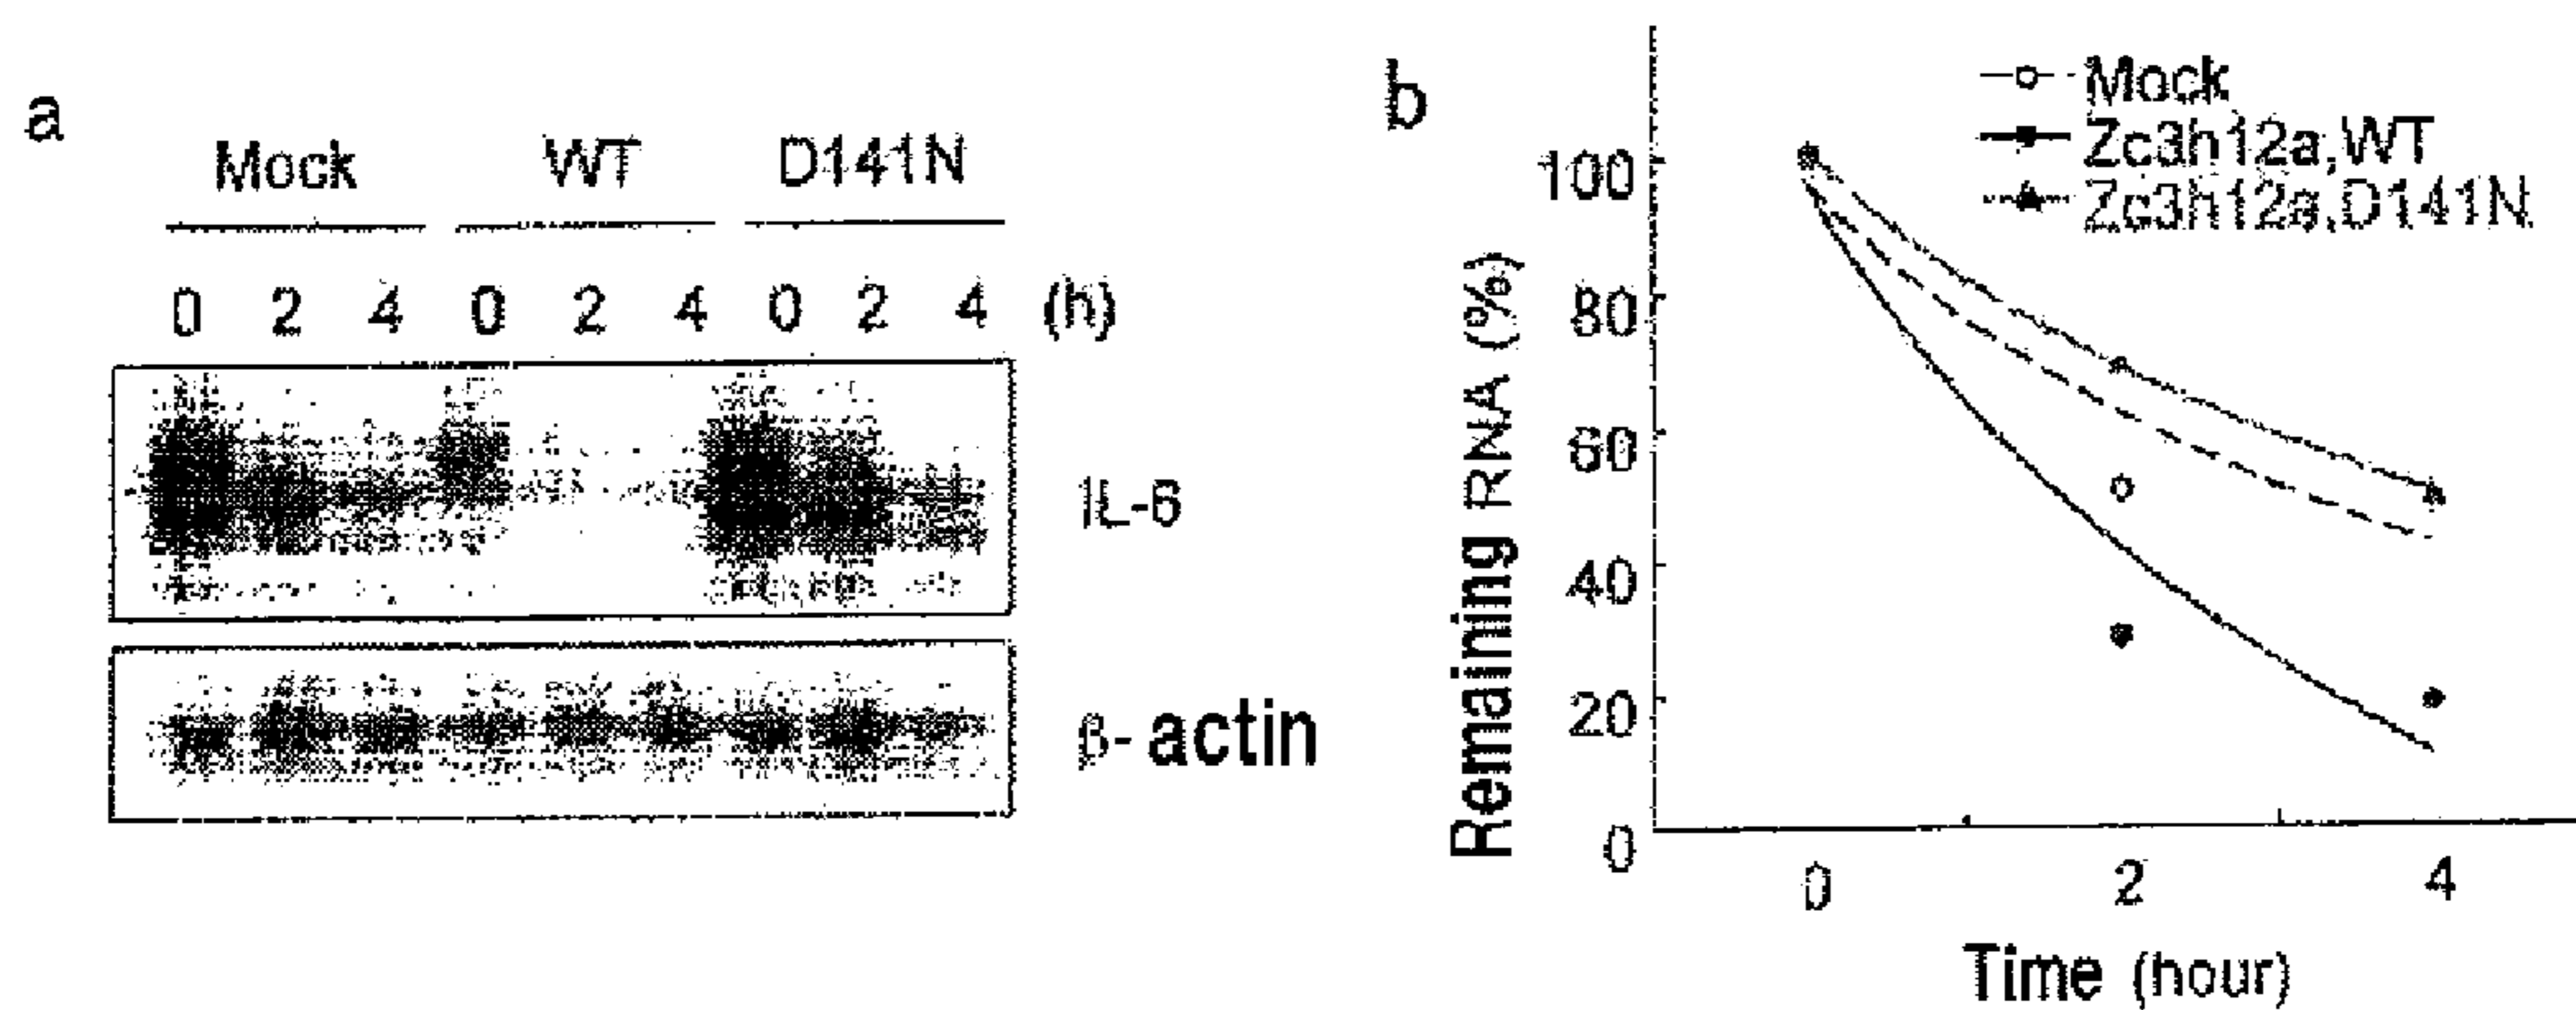 a
Mock WT D141N
0 2 4 0 2 4 0 2 4 (h)
IL-6
β-actin
b
Mock
Zc3h12a,WT
Zc3h12a,D141N
Remaining RNA (%)
100
80
60
40
20
0
0 2 4
Time (hour)